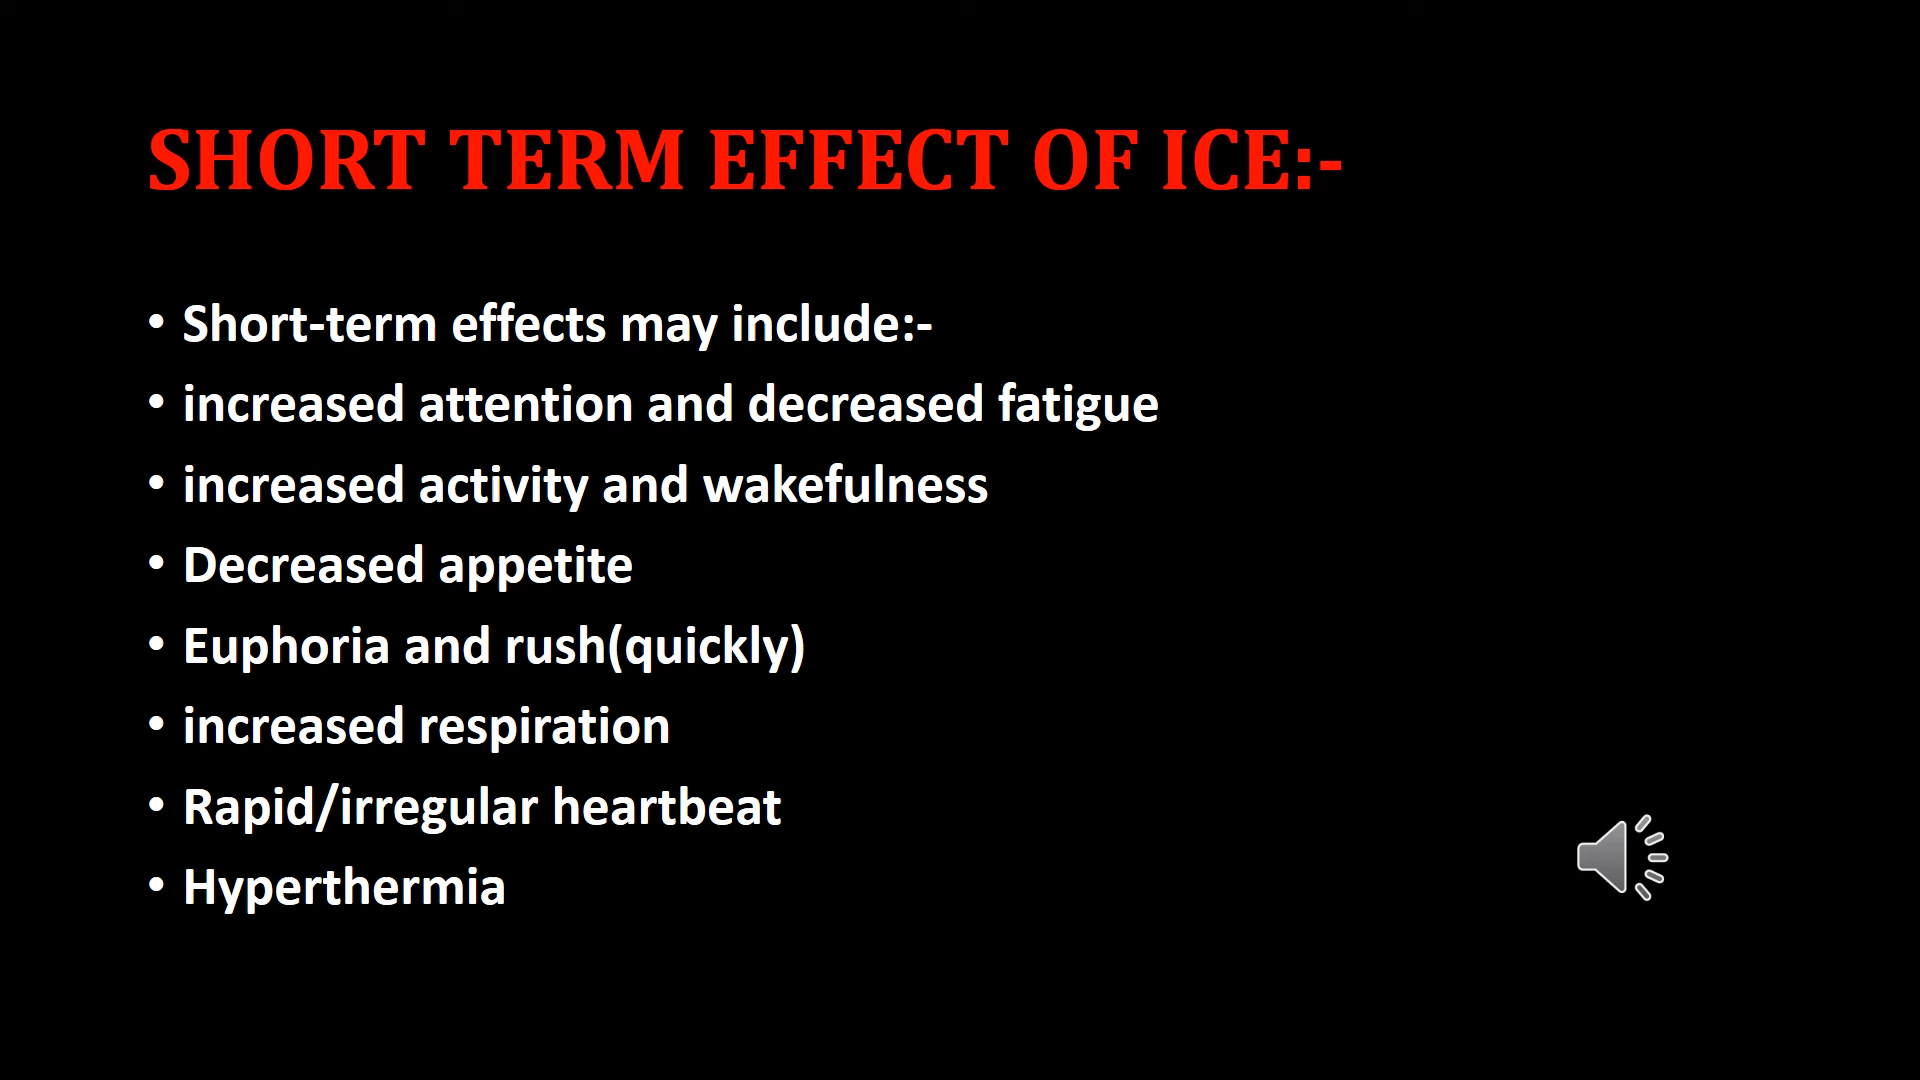 SHORT TERM EFFECT OF ICE:-
• Short-term effects may include:-
• increased attention and decreased fatigue
• increased activity and wakefulness
• Decreased appetite
• Euphoria and rush(quickly)
• increased respiration
• Rapid/irregular heartbeat
• Hyperthermia